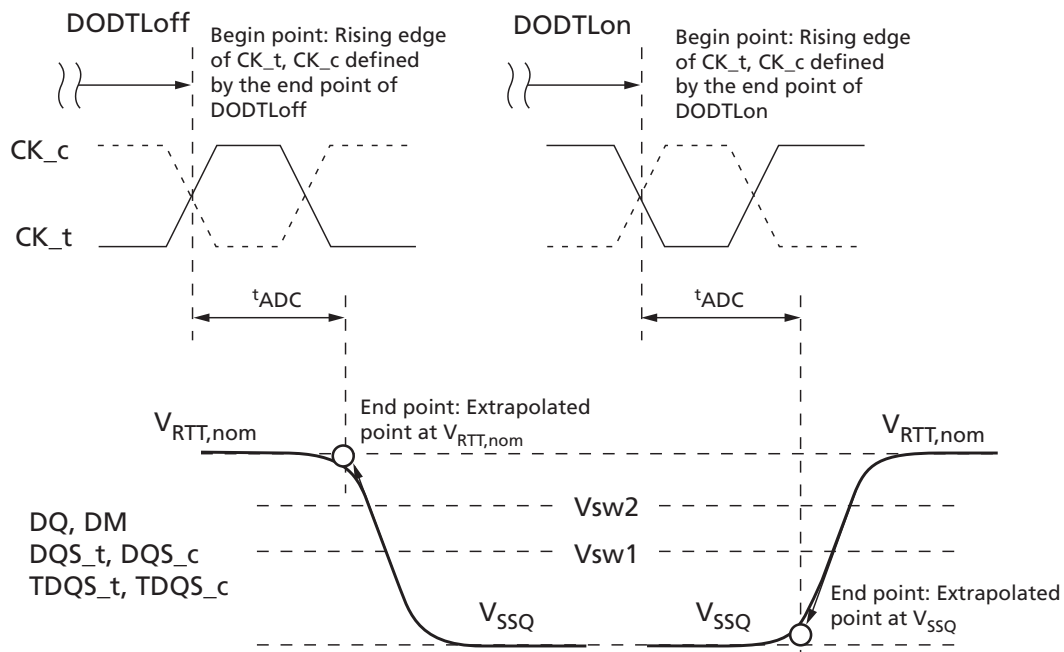 DODTLoff
Begin point: Rising edge
of CK_t, CK_c defined
by the end point of
DODTLoff
DODTLon
Begin point: Rising edge
of CK_t, CK_c defined
by the end point of
DODTLon
CK_c
CK_t
tADC
tADC
VRTT,nom
End point: Extrapolated
point at VRTT,nom
VRTT,nom
Vsw2
Vsw1
DQ, DM
DQS_t, DQS_c
TDQS_t, TDQS_c
VSSQ
VSSQ
End point: Extrapolated
point at VSSQ